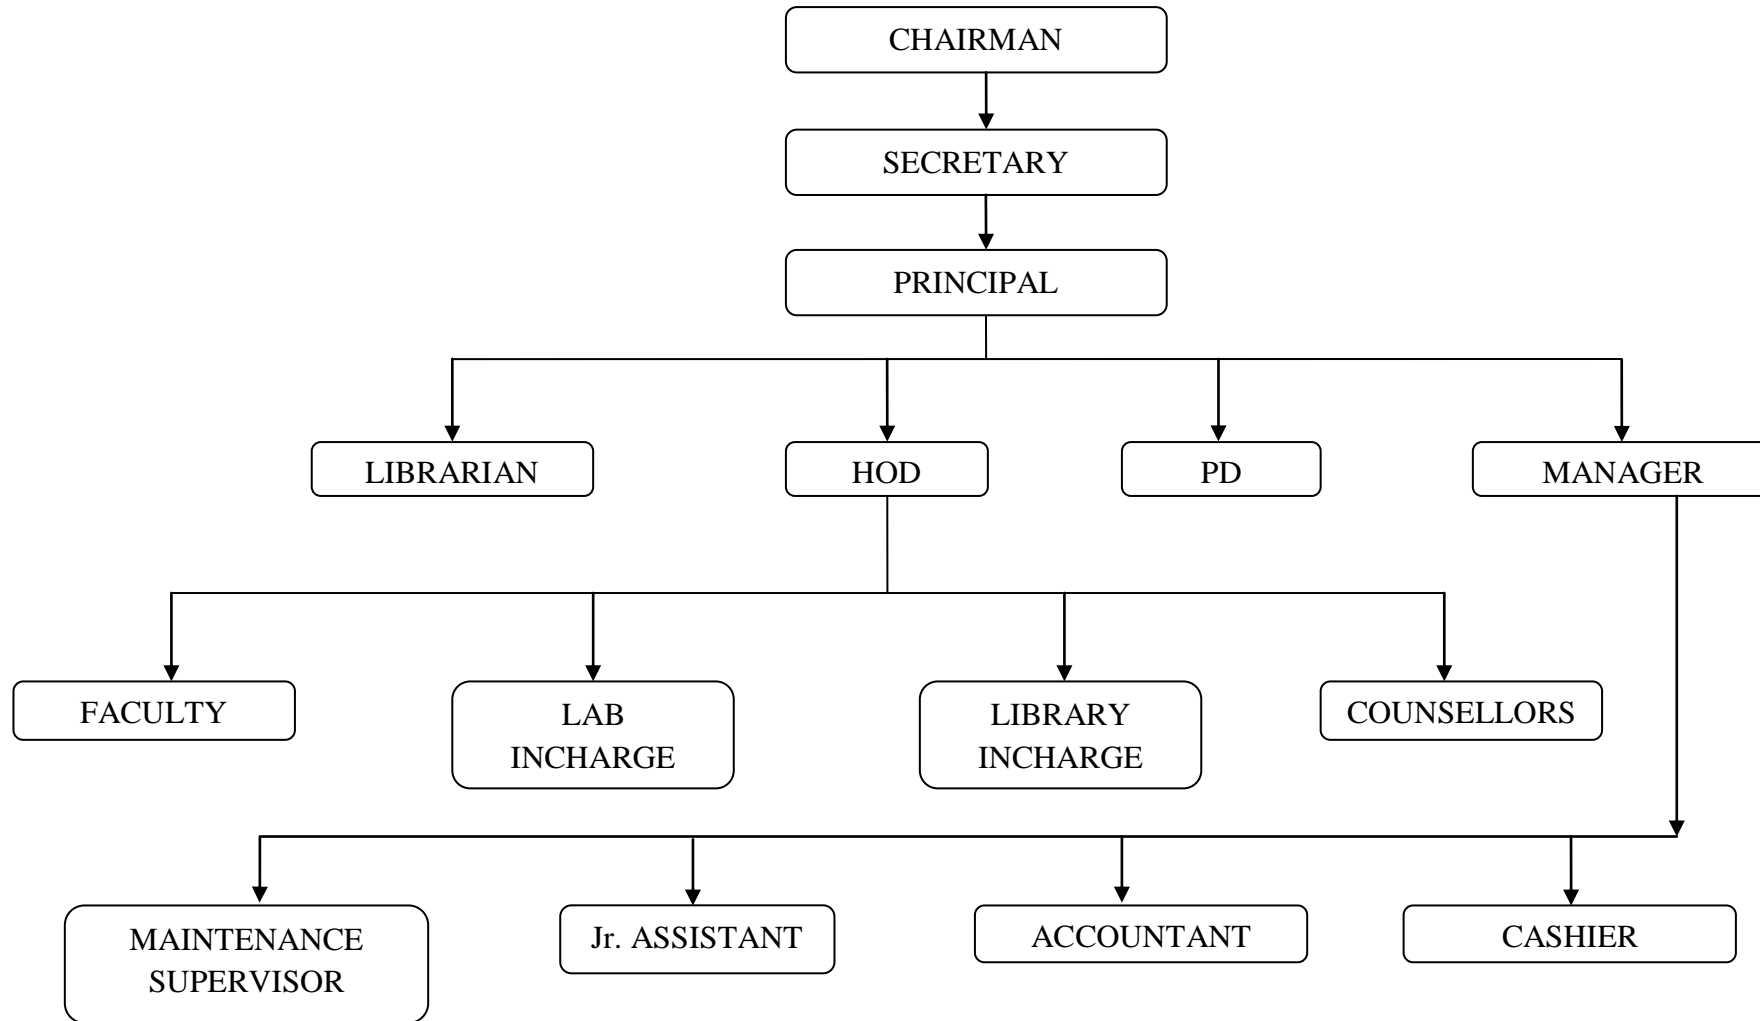 CHAIRMAN
SECRETARY
PRINCIPAL
LIBRARIAN
HOD
PD
MANAGER
FACULTY
LAB
INCHARGE
LIBRARY
INCHARGE
COUNSELLORS
MAINTENANCE
SUPERVISOR
Jr. ASSISTANT
ACCOUNTANT
CASHIER